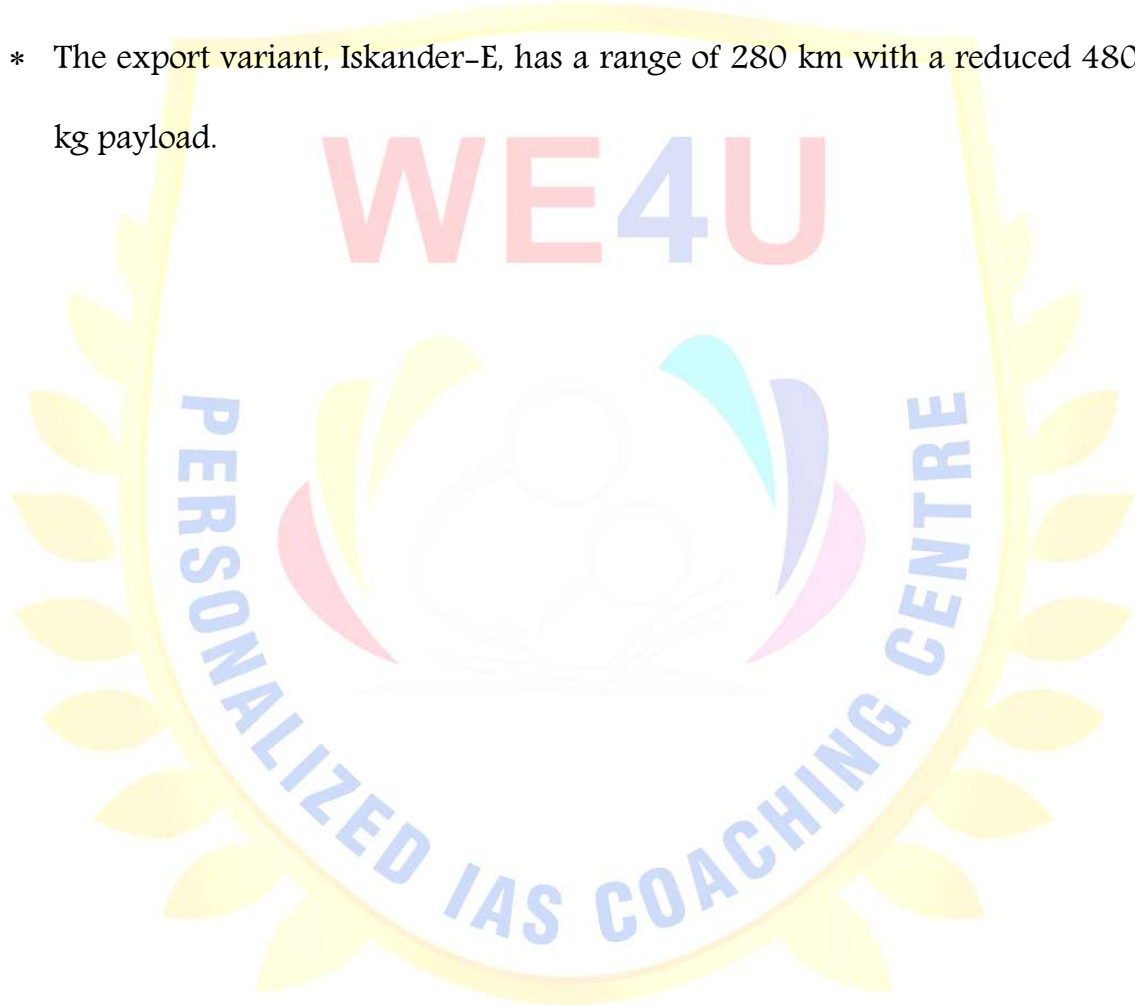 * The export variant, Iskander-E, has a range of 280 km with a reduced 480
kg payload.
WE4U
PERSONALIZED IAS COACHING CENTRE